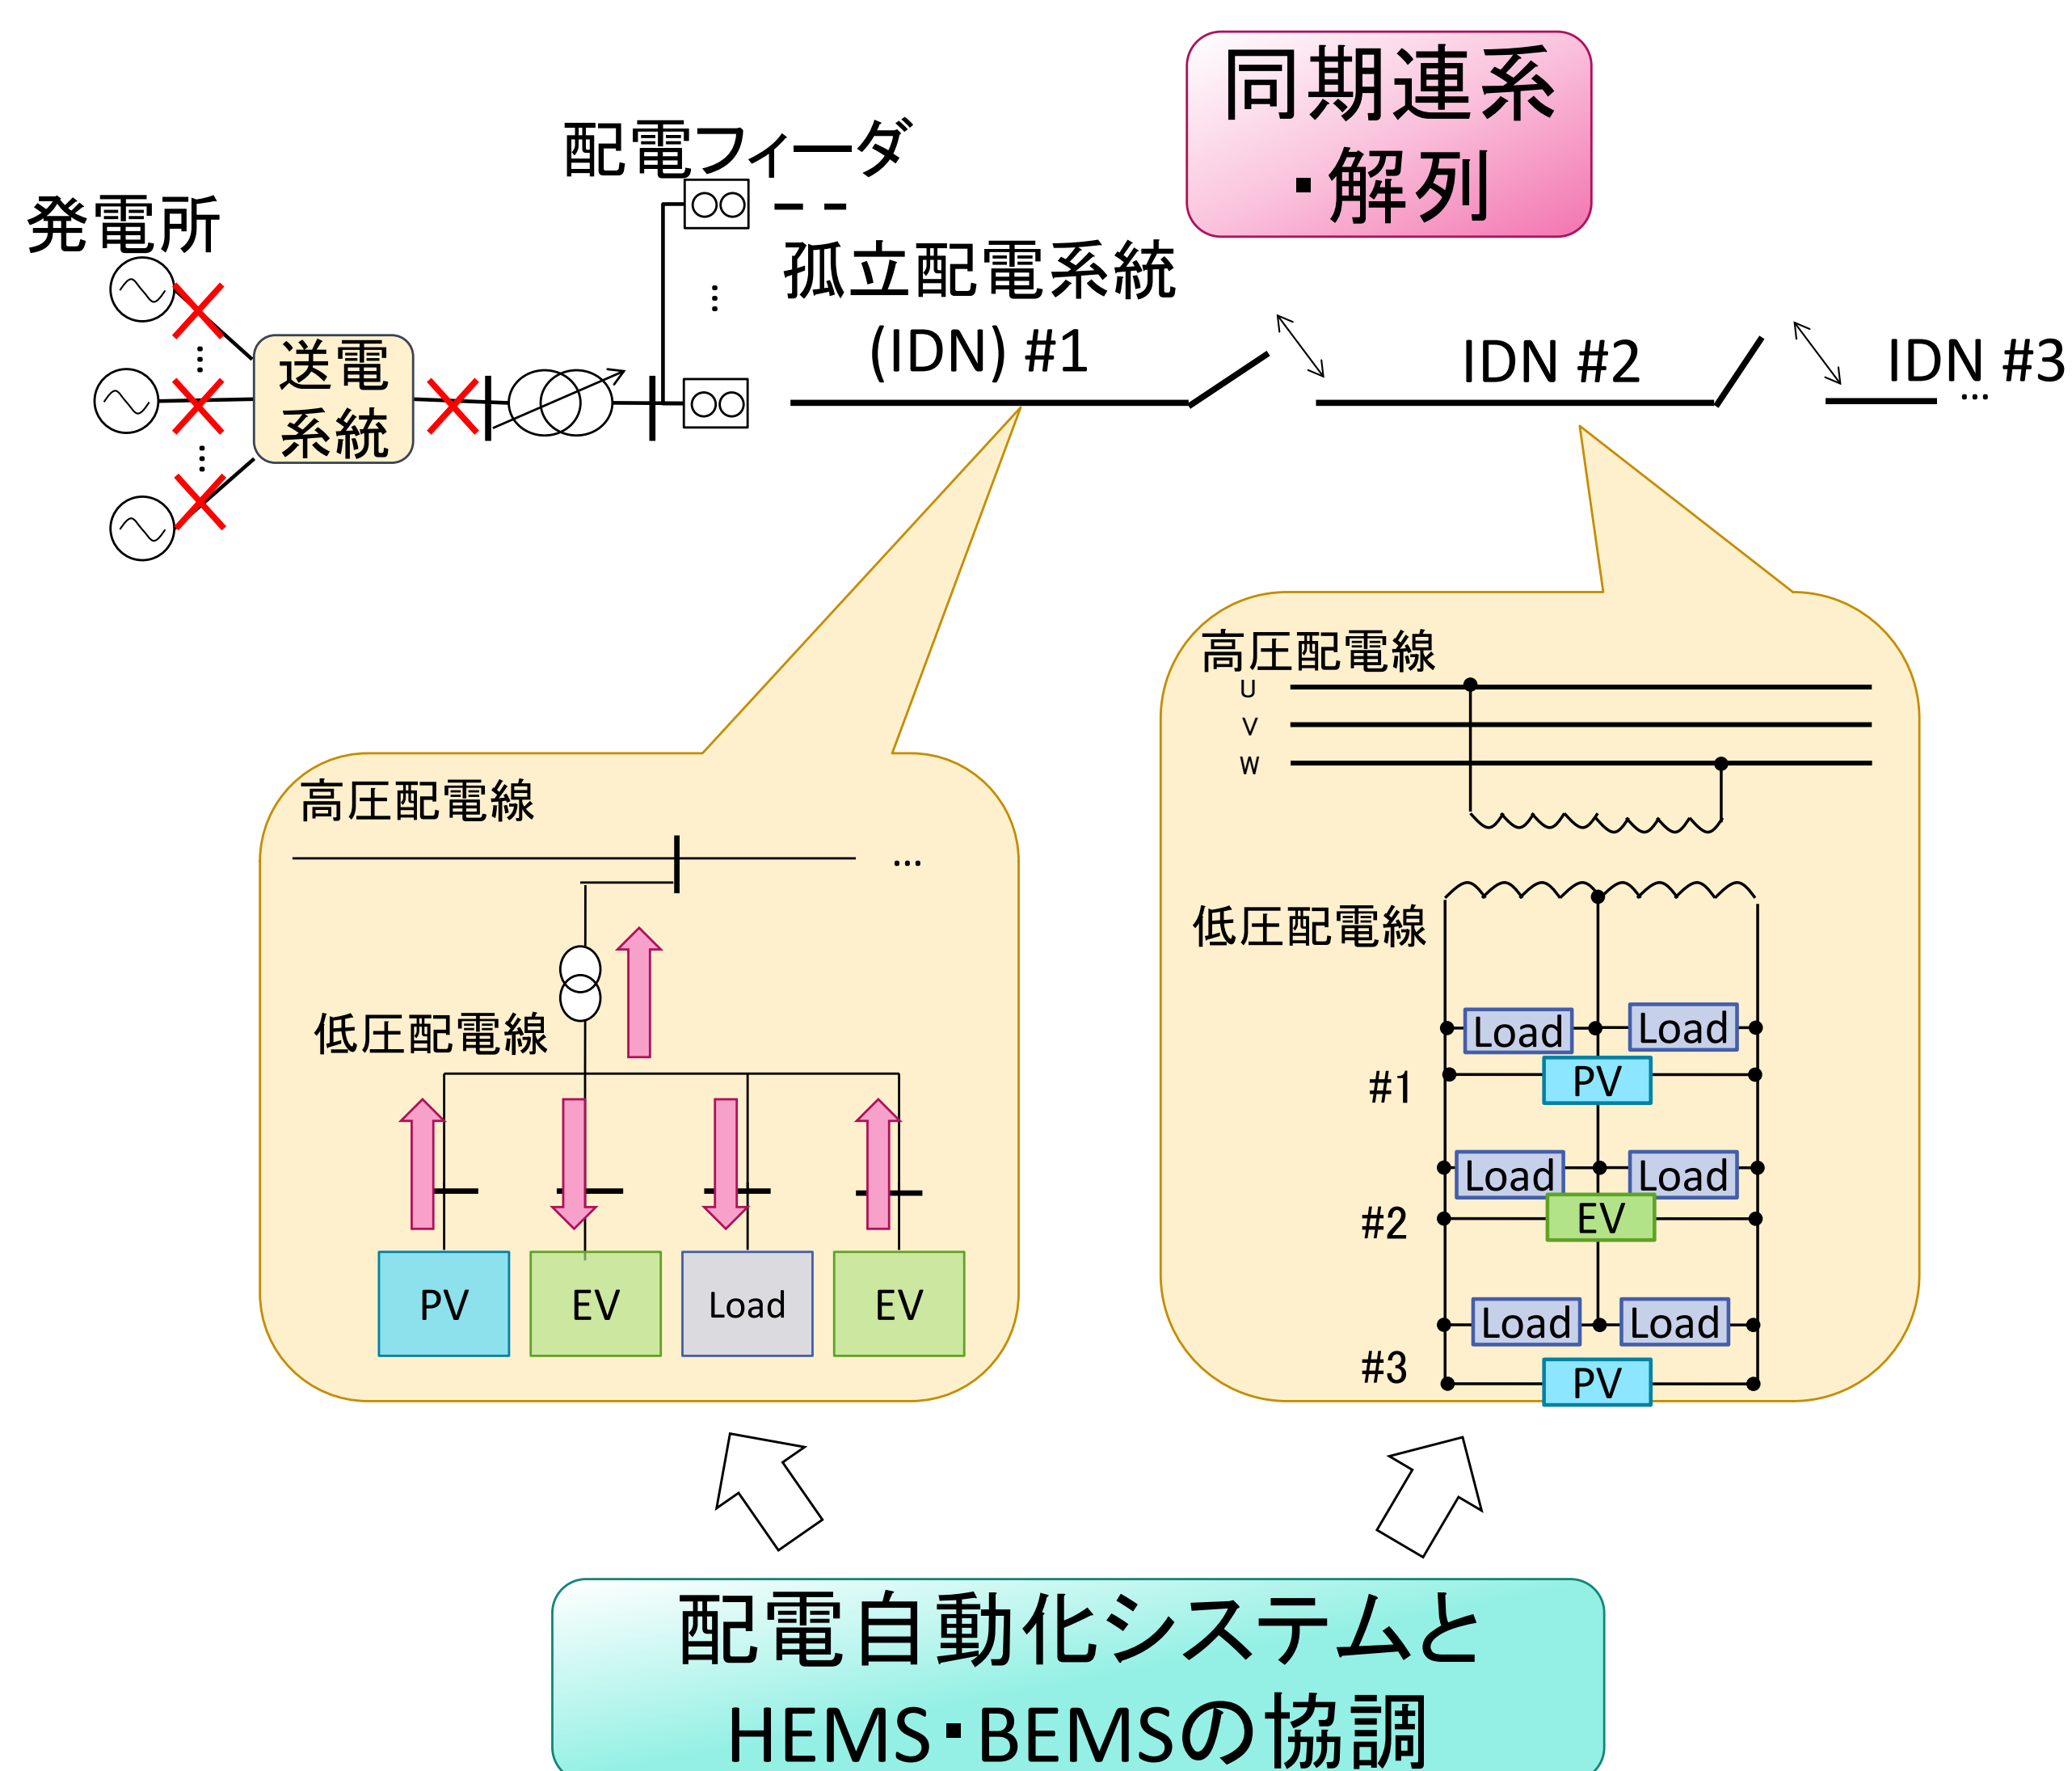 同期連系
・解列
配電フィーダ
発電所
孤立配電系統
(IDN) #1
IDN #2
IDN #3
…
送電
系統
高圧配電線
U
V
W
高圧配電線
…
低圧配電線
低圧配電線
Load
Load
#1
PV
Load
Load
#2
EV
PV
EV
Load
EV
Load
Load
#3
PV
配電自動化システムと
HEMS・BEMSの協調